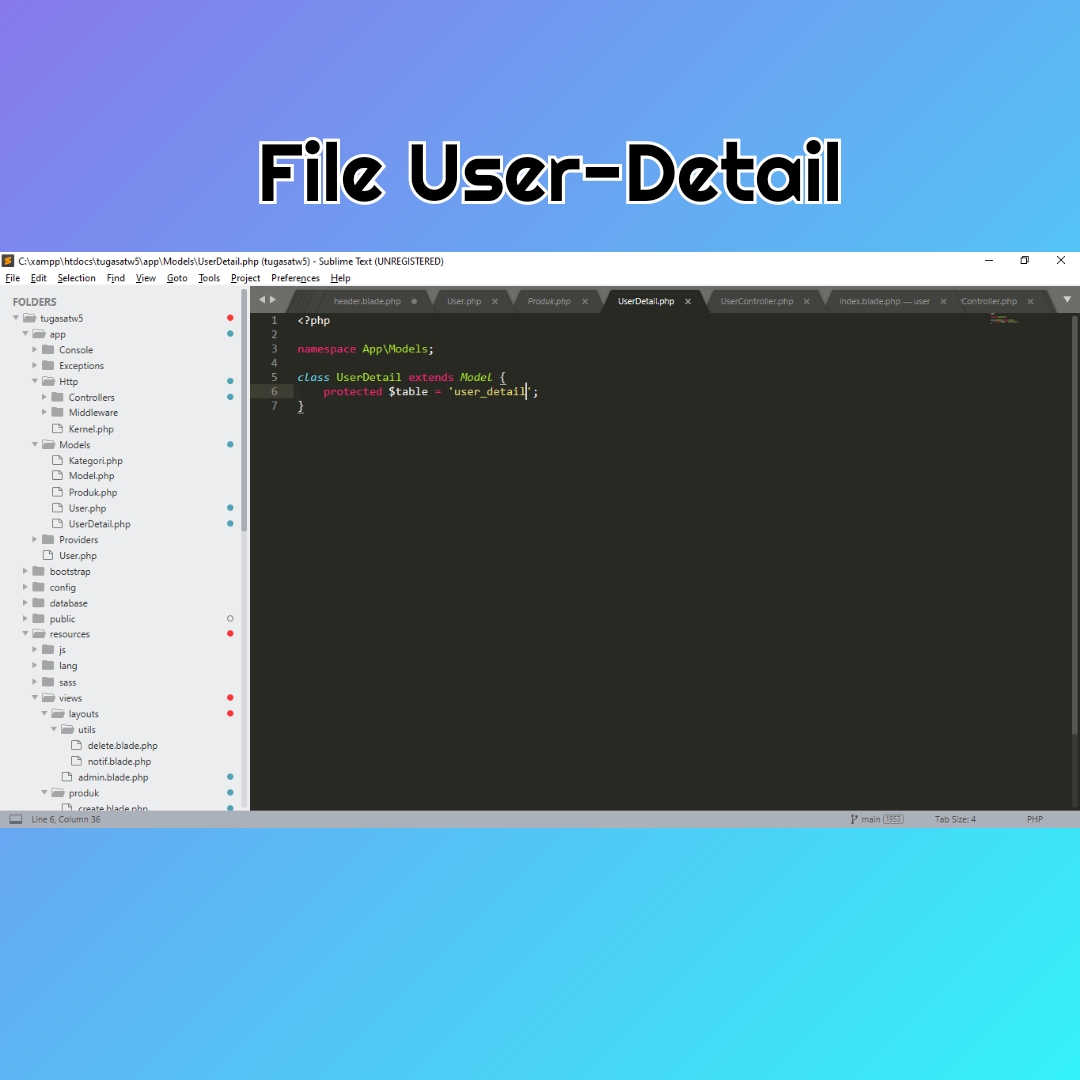 File User-Detail
C:\xampp\htdocs\tugasatw5\app\Models\UserDetail.php (tugasatw5) - Sublime Text (UNREGISTERED)
File Edit Selection Find View Goto Tools Project Preferences Help
FOLDERS
tugasatw5
app
Console
Exceptions
Http
Controllers
Middleware
Kernel.php
Models
Kategori.php
Model.php
Produk.php
User.php
UserDetail.php
Providers
User.php
bootstrap
config
database
public
resources
js
lang
sass
views
layouts
utils
delete.blade.php
notif.blade.php
admin.blade.php
produk
create.blade.php
header.blade.php User.php Produk.php UserDetail.php UserController.php index.blade.php — user Controller.php
1 <?php
2
3 namespace App\Models;
4
5 class UserDetail extends Model {
6 protected $table = 'user_detail';
7 }
Line 6, Column 36 main 1953 Tab Size: 4 PHP